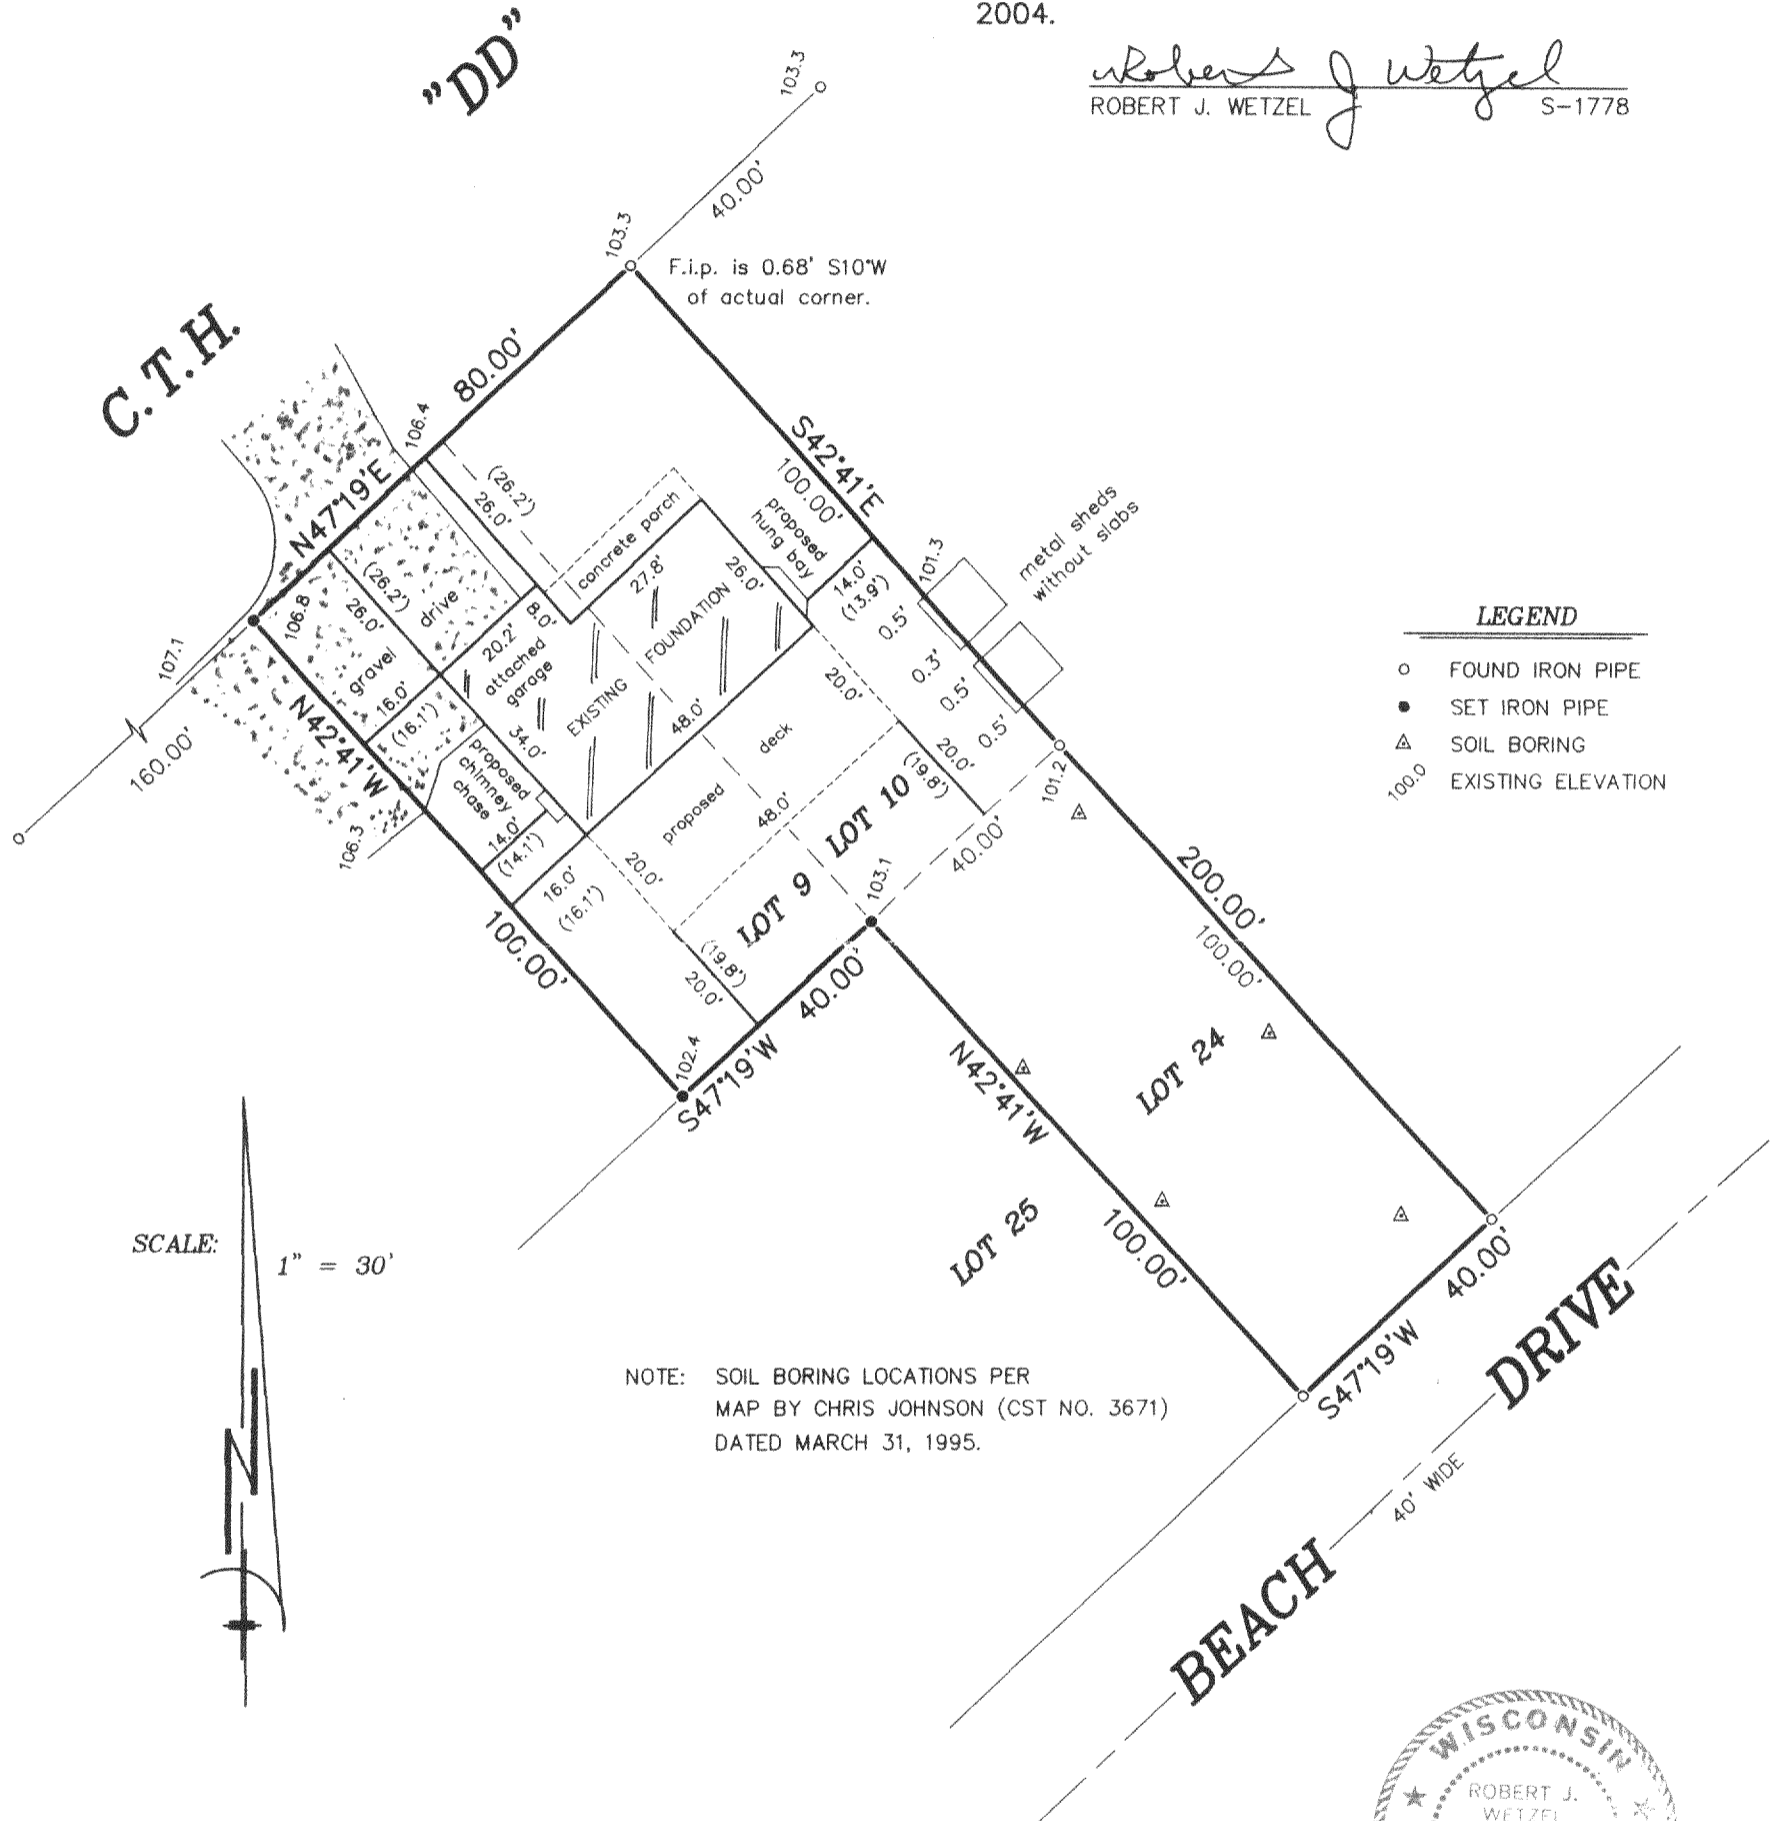 2004.
Robert J Wetzel
ROBERT J. WETZEL S-1778
"DD"
C.T.H.
103.3
40.00'
103.3
F.i.p. is 0.68' S10°W
of actual corner.
80.00'
106.4
N47°19'E
S42°41'E
100.00'
(26.2')
26.0'
concrete porch
proposed
hung bay
27.8'
26.0'
FOUNDATION
14.0'
(13.9')
101.3
metal sheds
without slabs
0.5'
0.3'
0.5'
0.5'
(26.2')
26.0'
drive
8.0'
20.2'
attached
garage
106.8
gravel
107.1
16.0'
(16.1')
N42°41'W
160.00'
EXISTING
48.0'
34.0'
20.0'
deck
20.0'
(19.8')
proposed
chimney
chase
14.0'
(14.1')
106.3
proposed
48.0'
LOT 10
101.2
40.00'
16.0'
(16.1')
20.0'
LOT 9
103.1
100.00'
(19.8')
20.0'
40.00'
102.4
S47°19'W
LEGEND
FOUND IRON PIPE
SET IRON PIPE
SOIL BORING
100.0 EXISTING ELEVATION
200.00'
100.00'
N42°41'W
LOT 24
LOT 25
100.00'
40.00'
S47°19'W
SCALE: 1" = 30'
N
NOTE: SOIL BORING LOCATIONS PER
MAP BY CHRIS JOHNSON (CST NO. 3671)
DATED MARCH 31, 1995.
BEACH DRIVE
40' WIDE
WISCONSIN
ROBERT J.
WETZEL